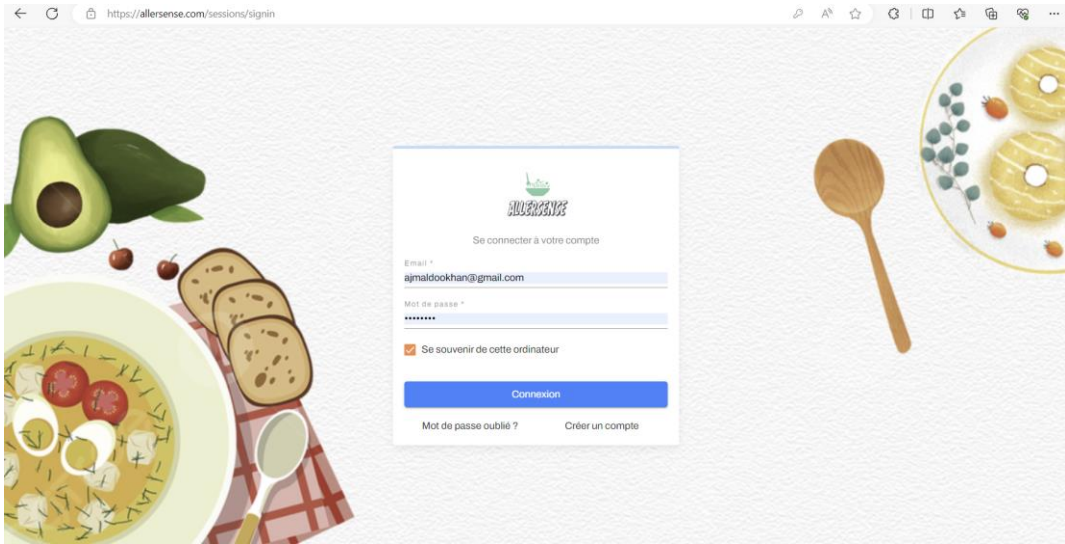 https://allersense.com/sessions/signin
ALLERSENSE
Se connecter à votre compte
Email *
ajmaldookhan@gmail.com
Mot de passe *
••••••••
Se souvenir de cette ordinateur
Connexion
Mot de passe oublié ? Créer un compte